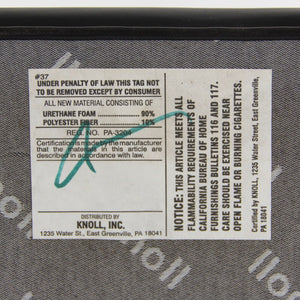 #37
UNDER PENALTY OF LAW THIS TAG NOT
TO BE REMOVED EXCEPT BY CONSUMER
ALL NEW MATERIAL CONSISTING OF
URETHANE FOAM 90%
POLYESTER FIBER 10%
REG. NO. PA-3204
Certification is made by the manufacturer
that the materials in this article are
described in accordance with law.
DISTRIBUTED BY
KNOLL, INC.
1235 Water St., East Greenville, PA 18041
NOTICE: THIS ARTICLE MEETS ALL
FLAMMABILITY REQUIREMENTS OF
CALIFORNIA BUREAU OF HOME
FURNISHINGS BULLETINS 116 AND 117.
CARE SHOULD BE EXERCISED NEAR
OPEN FLAME OR BURNING CIGARETTES.
Certified by KNOLL, 1235 Water Street, East Greenville,
PA 18041
Knoll
Knoll